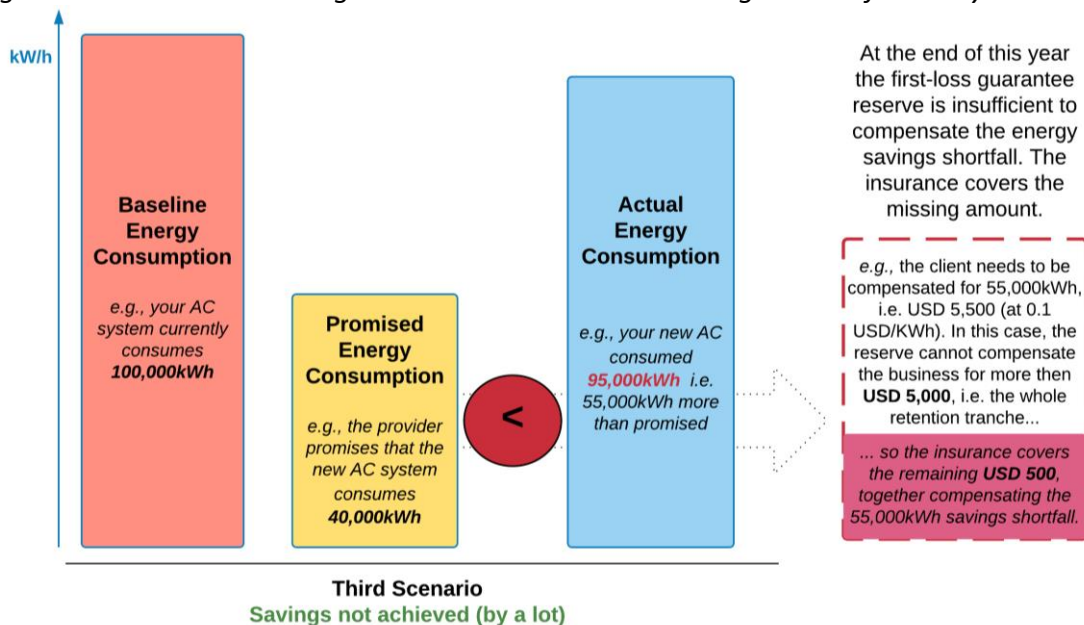 kW/h
Baseline
Energy
Consumption
e.g., your AC
system currently
consumes
100,000kWh
Promised
Energy
Consumption
e.g., the provider
promises that the
new AC system
consumes
40,000kWh
<
Actual
Energy
Consumption
e.g., your new AC
consumed
95,000kWh i.e.
55,000kWh more
than promised
At the end of this year
the first-loss guarantee
reserve is insufficient to
compensate the energy
savings shortfall. The
insurance covers the
missing amount.
e.g., the client needs to be
compensated for 55,000kWh,
i.e. USD 5,500 (at 0.1
USD/KWh). In this case, the
reserve cannot compensate
the business for more then
USD 5,000, i.e. the whole
retention tranche...
... so the insurance covers
the remaining USD 500,
together compensating the
55,000kWh savings shortfall.
Third Scenario
Savings not achieved (by a lot)